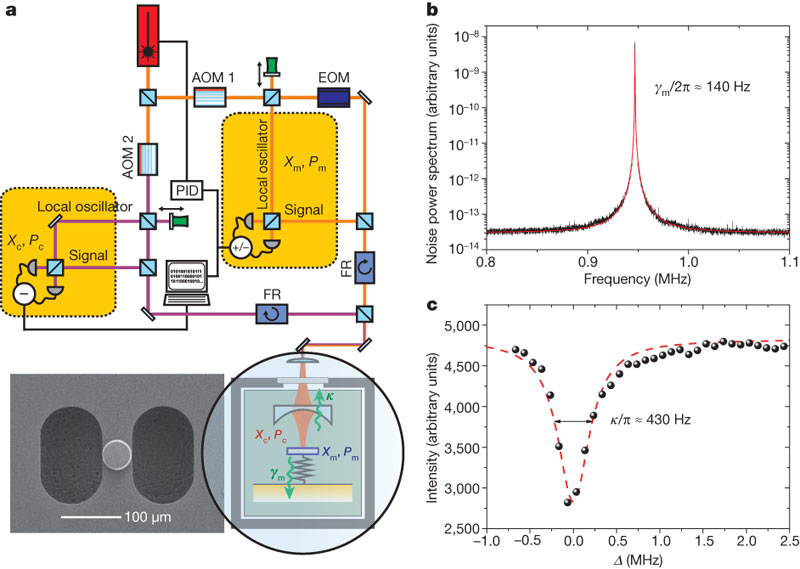 a
AOM 1
EOM
AOM 2
Local oscillator
Xm, Pm
Signal
PID
+/–
FR
Local oscillator
Xc, Pc
Signal
–
0101001010111
1001100101
FR
κ
Xc, Pc
Xm, Pm
γm
100 μm
b
Noise power spectrum (arbitrary units)
10–8
10–9
10–10
10–11
10–12
10–13
10–14
γm/2π ≈ 140 Hz
0.8
0.9
1.0
1.1
Frequency (MHz)
c
Intensity (arbitrary units)
5,000
4,500
4,000
3,500
3,000
2,500
κ/π ≈ 430 Hz
–1.0
–0.5
0.0
0.5
1.0
1.5
2.0
2.5
Δ (MHz)